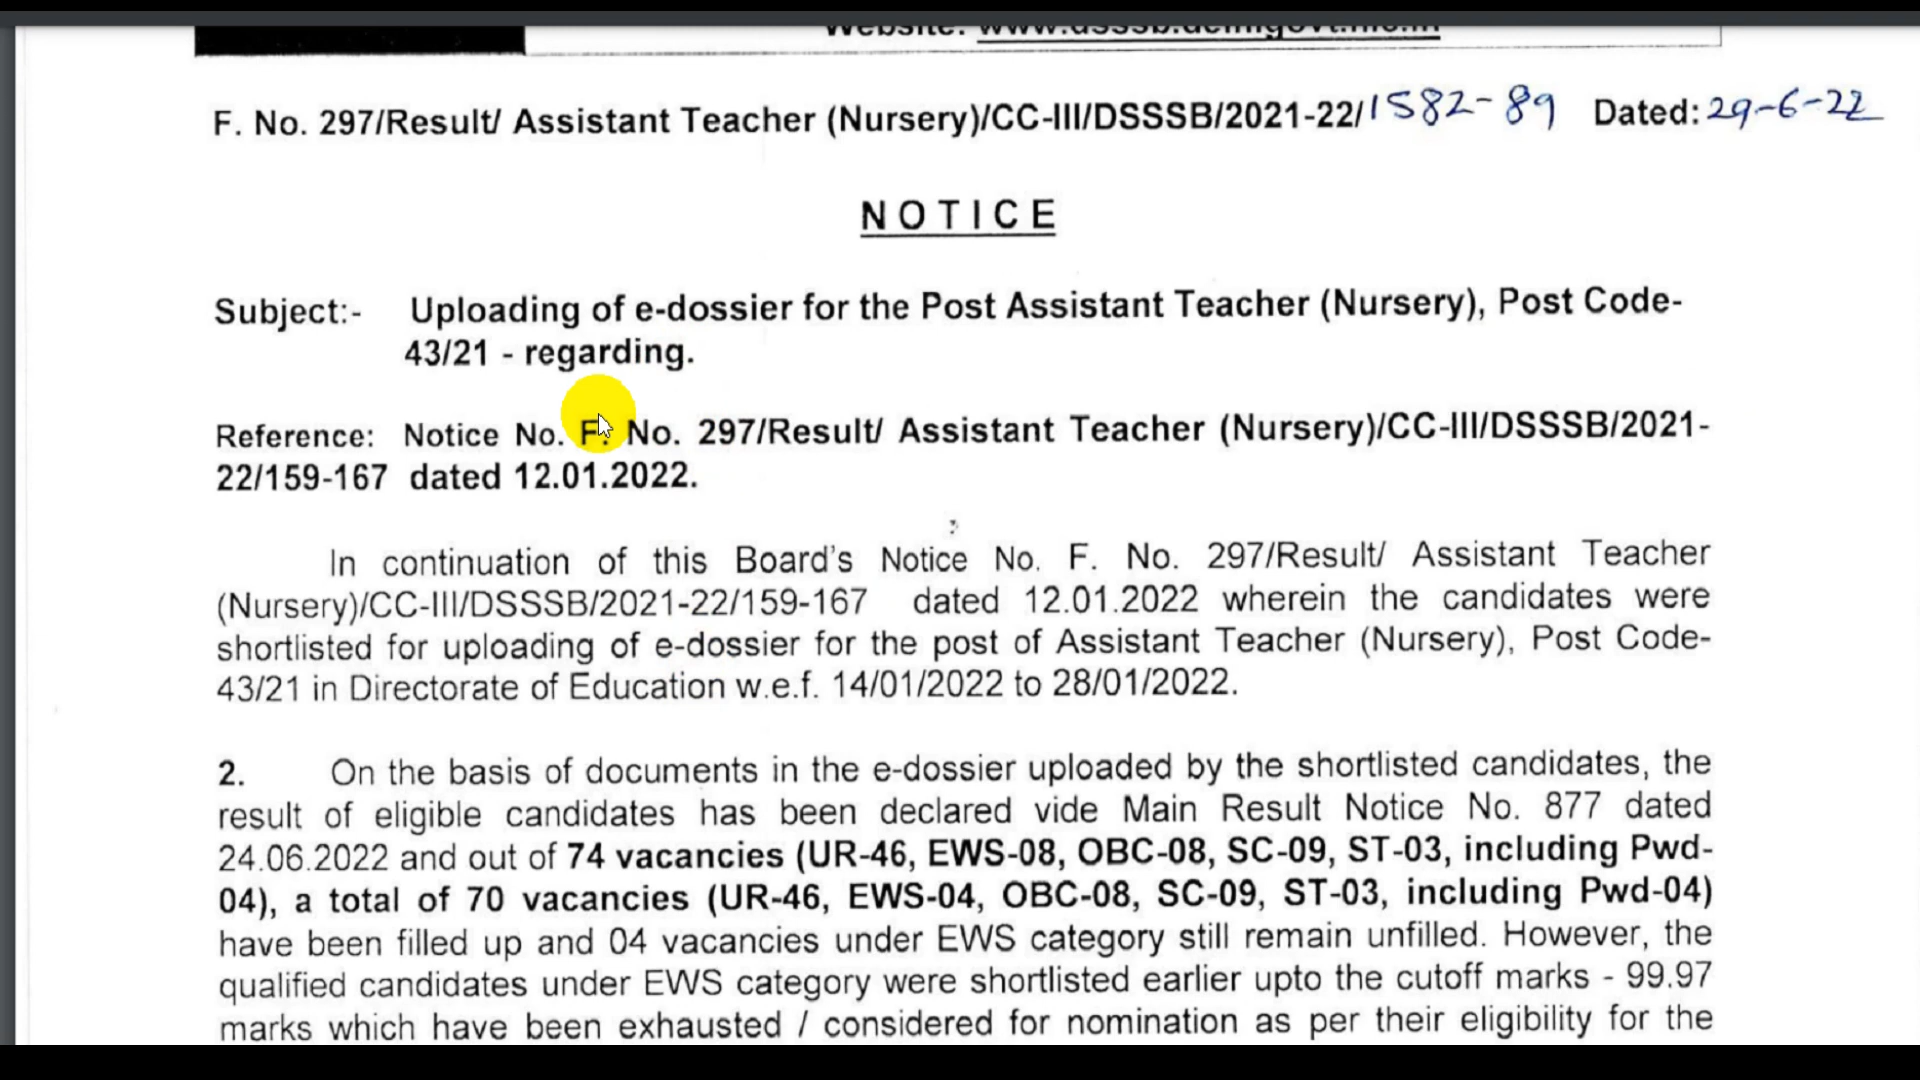 F. No. 297/Result/ Assistant Teacher (Nursery)/CC-III/DSSSB/2021-22/1582-89 Dated: 29-6-22
NOTICE
Subject:- Uploading of e-dossier for the Post Assistant Teacher (Nursery), Post Code-
43/21 - regarding.
Reference: Notice No. F. No. 297/Result/ Assistant Teacher (Nursery)/CC-III/DSSSB/2021-
22/159-167 dated 12.01.2022.
In continuation of this Board's Notice No. F. No. 297/Result/ Assistant Teacher
(Nursery)/CC-III/DSSSB/2021-22/159-167 dated 12.01.2022 wherein the candidates were
shortlisted for uploading of e-dossier for the post of Assistant Teacher (Nursery), Post Code-
43/21 in Directorate of Education w.e.f. 14/01/2022 to 28/01/2022.
2. On the basis of documents in the e-dossier uploaded by the shortlisted candidates, the
result of eligible candidates has been declared vide Main Result Notice No. 877 dated
24.06.2022 and out of 74 vacancies (UR-46, EWS-08, OBC-08, SC-09, ST-03, including Pwd-
04), a total of 70 vacancies (UR-46, EWS-04, OBC-08, SC-09, ST-03, including Pwd-04)
have been filled up and 04 vacancies under EWS category still remain unfilled. However, the
qualified candidates under EWS category were shortlisted earlier upto the cutoff marks - 99.97
marks which have been exhausted / considered for nomination as per their eligibility for the